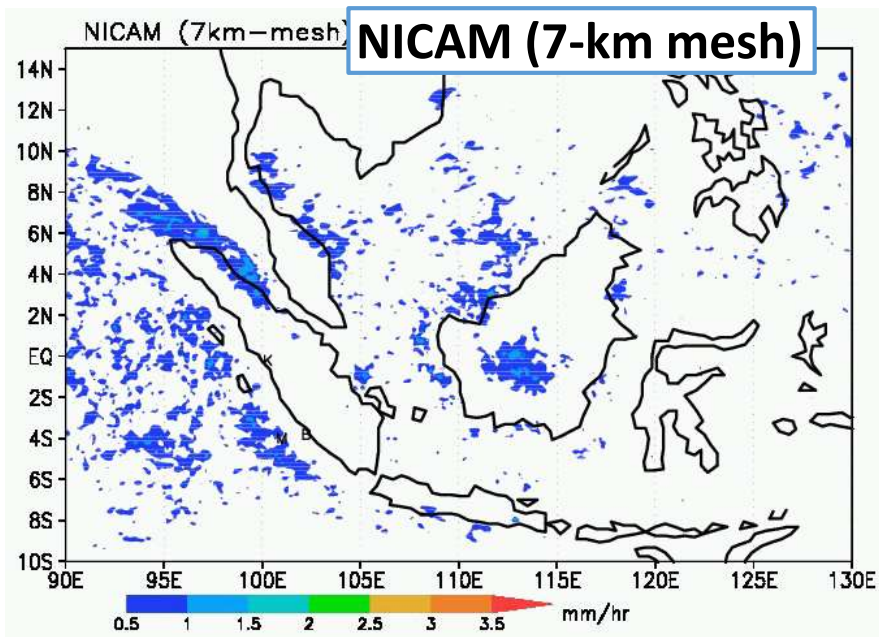 NICAM (7km-mesh)
NICAM (7-km mesh)
14N
12N
10N
8N
6N
4N
2N
EQ
2S
4S
6S
8S
10S
K
M B
90E 95E 100E 105E 110E 115E 120E 125E 130E
0.5 1 1.5 2 2.5 3 3.5 mm/hr